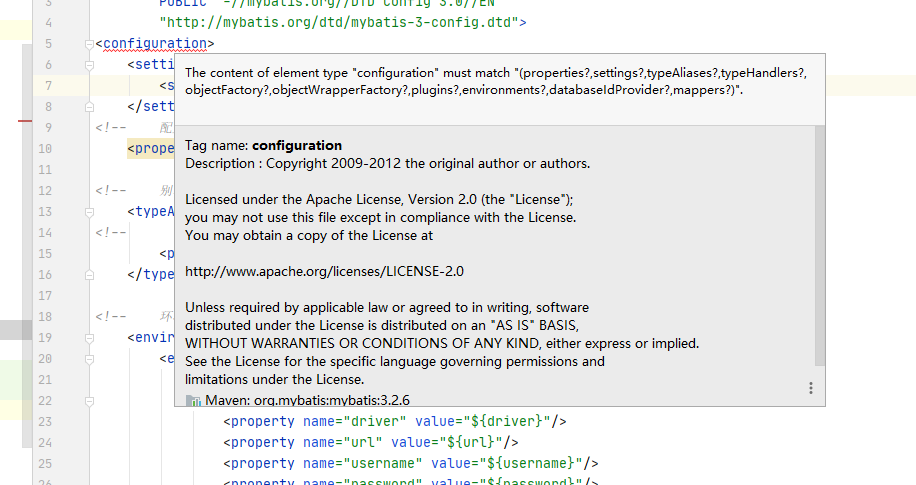 3 PUBLIC "-//mybatis.org//DTD Config 3.0//EN"
4 "http://mybatis.org/dtd/mybatis-3-config.dtd">
5 <configuration>
6 <setti
7 <s
8 </sett
9 <!-- 配
10 <prope
11
12 <!-- 别
13 <typeA
14 <!--
15 <p
16 </type
17
18 <!-- 环
19 <envir
20 <e
21
22
The content of element type "configuration" must match "(properties?,settings?,typeAliases?,typeHandlers?,
objectFactory?,objectWrapperFactory?,plugins?,environments?,databaseIdProvider?,mappers?)".
Tag name: configuration
Description : Copyright 2009-2012 the original author or authors.
Licensed under the Apache License, Version 2.0 (the "License");
you may not use this file except in compliance with the License.
You may obtain a copy of the License at
http://www.apache.org/licenses/LICENSE-2.0
Unless required by applicable law or agreed to in writing, software
distributed under the License is distributed on an "AS IS" BASIS,
WITHOUT WARRANTIES OR CONDITIONS OF ANY KIND, either express or implied.
See the License for the specific language governing permissions and
limitations under the License.
Maven: org.mybatis:mybatis:3.2.6
23 <property name="driver" value="${driver}"/>
24 <property name="url" value="${url}"/>
25 <property name="username" value="${username}"/>
26 <property name="password" value="${password}"/>